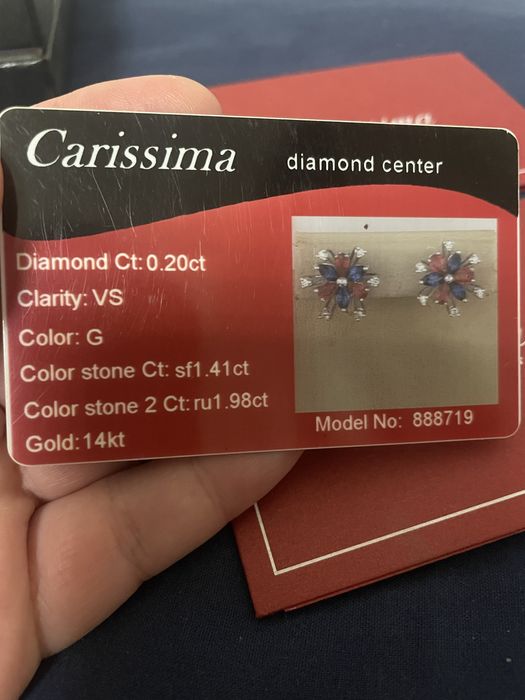 Carissima
diamond center
Diamond Ct: 0.20ct
Clarity: VS
Color: G
Color stone Ct: sf1.41ct
Color stone 2 Ct: ru1.98ct
Gold: 14kt
Model No: 888719